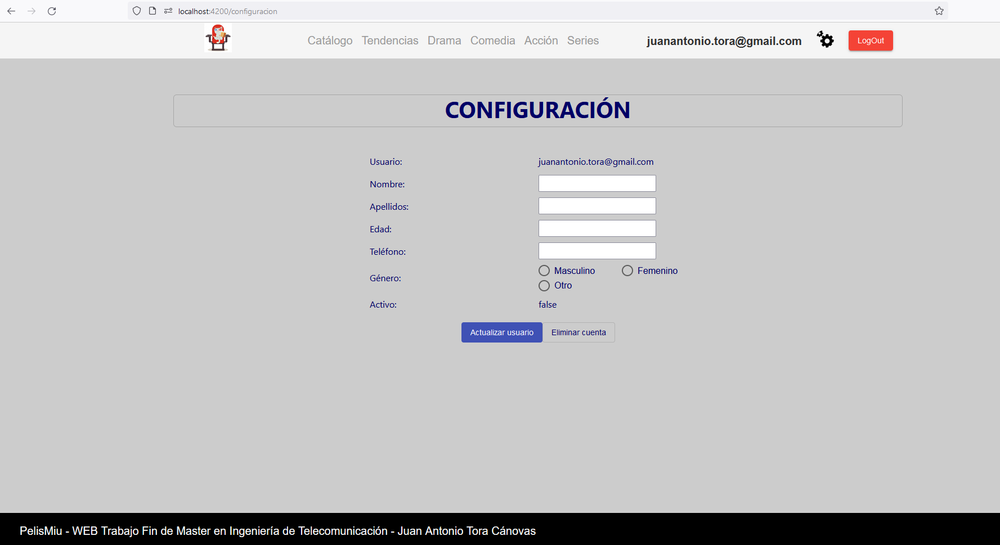 localhost:4200/configuracion
Catálogo Tendencias Drama Comedia Acción Series juanantonio.tora@gmail.com LogOut
CONFIGURACIÓN
Usuario: juanantonio.tora@gmail.com
Nombre:
Apellidos:
Edad:
Teléfono:
Género: Masculino Femenino
Otro
Activo: false
Actualizar usuario Eliminar cuenta
PelisMiu - WEB Trabajo Fin de Master en Ingeniería de Telecomunicación - Juan Antonio Tora Cánovas